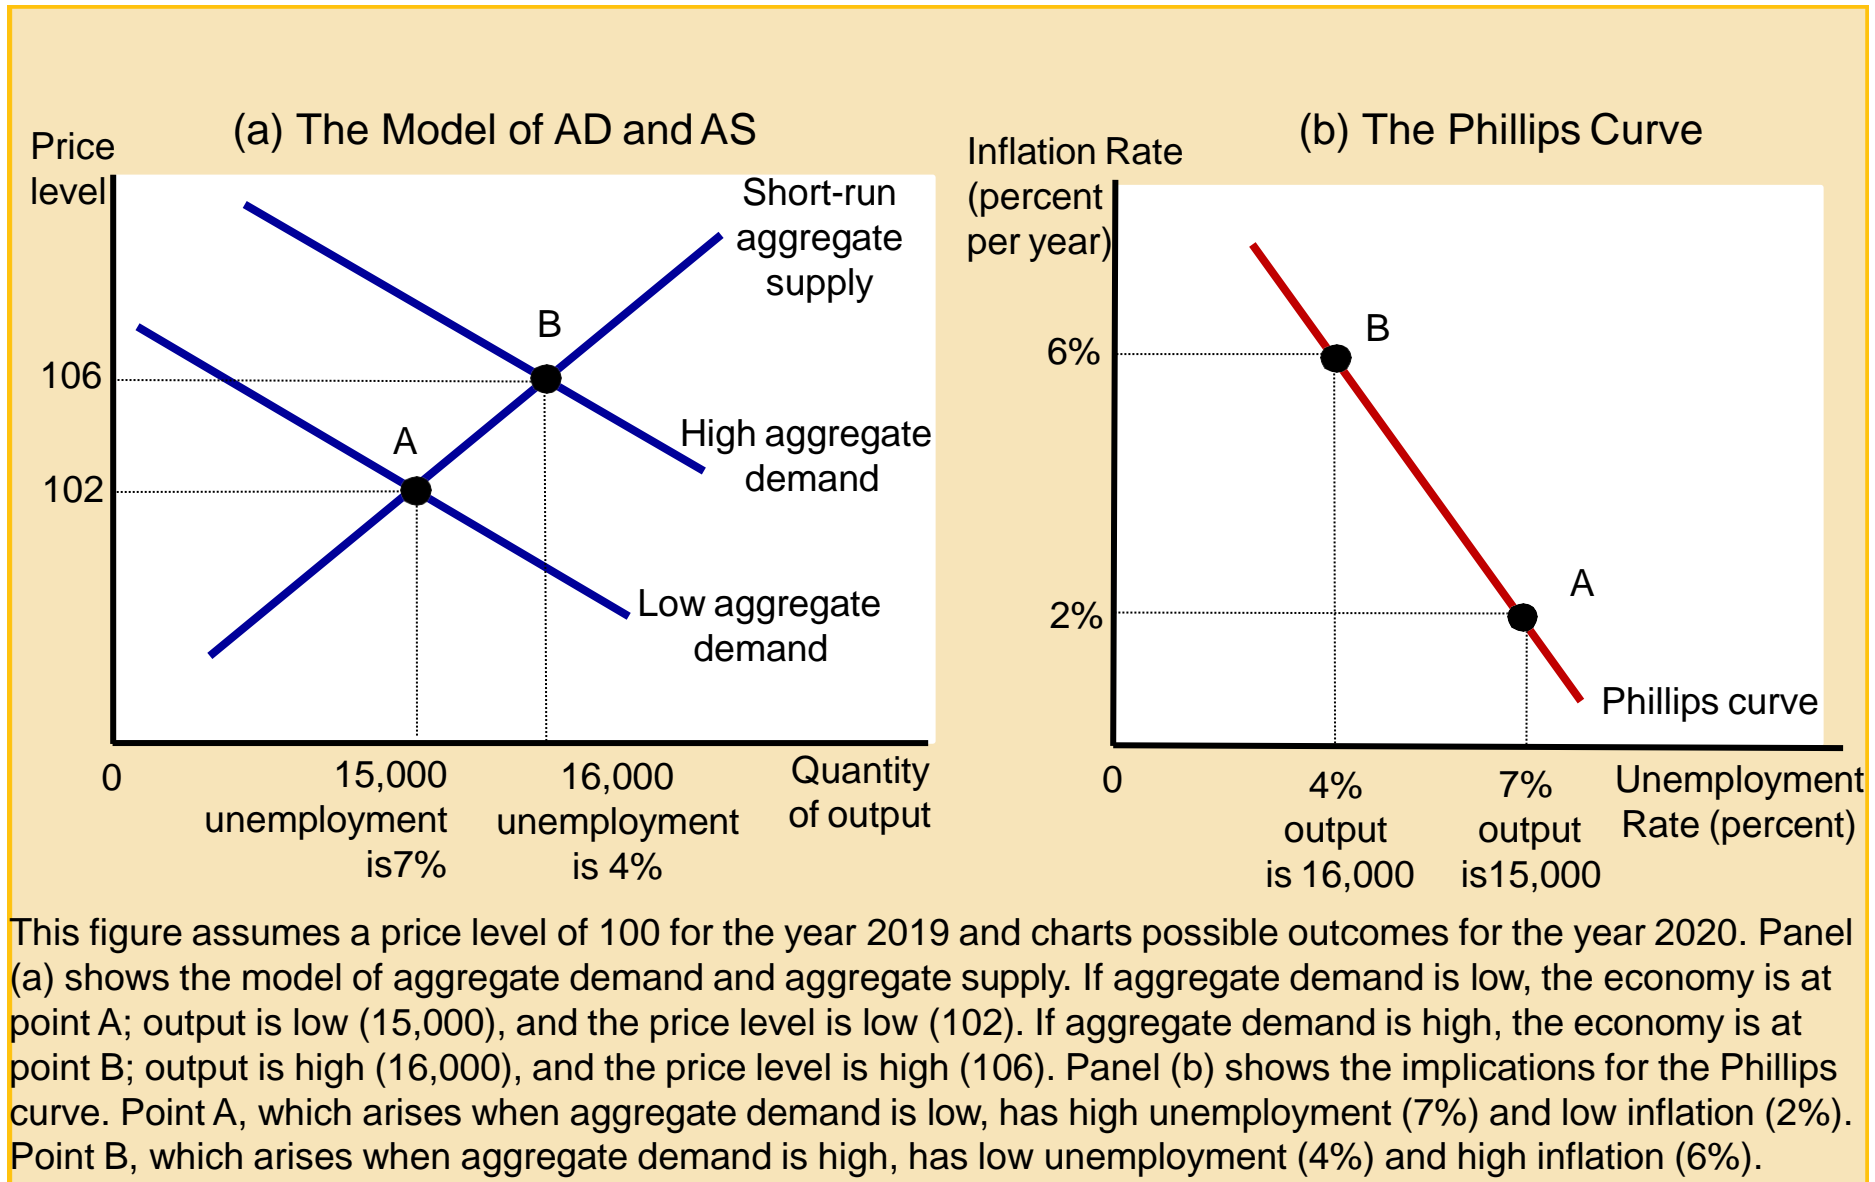 (a) The Model of AD and AS
Price
level
Short-run
aggregate
supply
B
106
A
High aggregate
demand
102
Low aggregate
demand
0
15,000
unemployment
is7%
16,000
unemployment
is 4%
Quantity
of output
(b) The Phillips Curve
Inflation Rate
(percent
per year)
B
6%
A
2%
Phillips curve
0
4%
output
is 16,000
7%
output
is15,000
Unemployment
Rate (percent)
This figure assumes a price level of 100 for the year 2019 and charts possible outcomes for the year 2020. Panel
(a) shows the model of aggregate demand and aggregate supply. If aggregate demand is low, the economy is at
point A; output is low (15,000), and the price level is low (102). If aggregate demand is high, the economy is at
point B; output is high (16,000), and the price level is high (106). Panel (b) shows the implications for the Phillips
curve. Point A, which arises when aggregate demand is low, has high unemployment (7%) and low inflation (2%).
Point B, which arises when aggregate demand is high, has low unemployment (4%) and high inflation (6%).